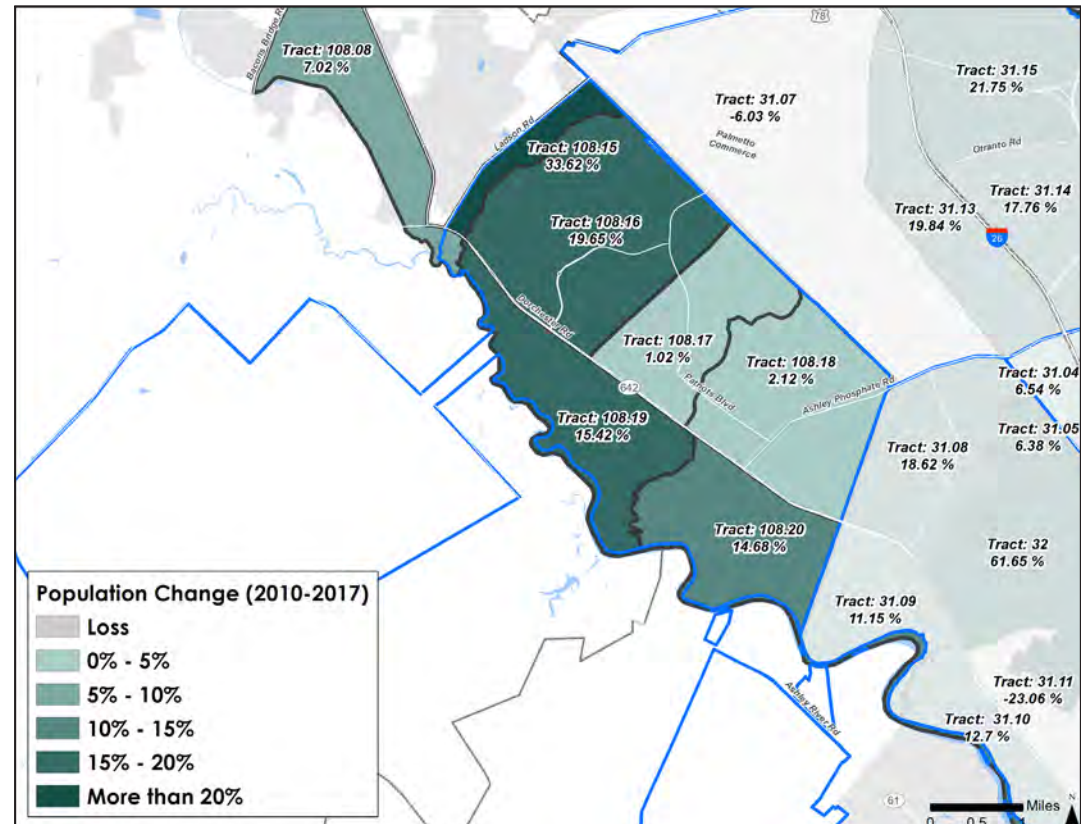 Bacons Bridge Rd
Tract: 108.08
7.02 %
78
Tract: 31.15
21.75 %
Tract: 31.07
-6.03 %
Palmetto
Commerce
Otranto Rd
Ladson Rd
Tract: 108.15
33.62 %
Tract: 31.14
17.76 %
Tract: 31.13
19.84 %
26
Tract: 108.16
19.65 %
Dorchester Rd
Tract: 108.17
1.02 %
Tract: 108.18
2.12 %
Tract: 31.04
6.54 %
642
Patriots Blvd
Ashley Phosphate Rd
Tract: 108.19
15.42 %
Tract: 31.05
6.38 %
Tract: 31.08
18.62 %
Tract: 108.20
14.68 %
Tract: 32
61.65 %
Tract: 31.09
11.15 %
Tract: 31.11
-23.06 %
Ashley River Rd
Tract: 31.10
12.7 %
61
Population Change (2010-2017)
Loss
0% - 5%
5% - 10%
10% - 15%
15% - 20%
More than 20%
N
Miles
0 0.5 1